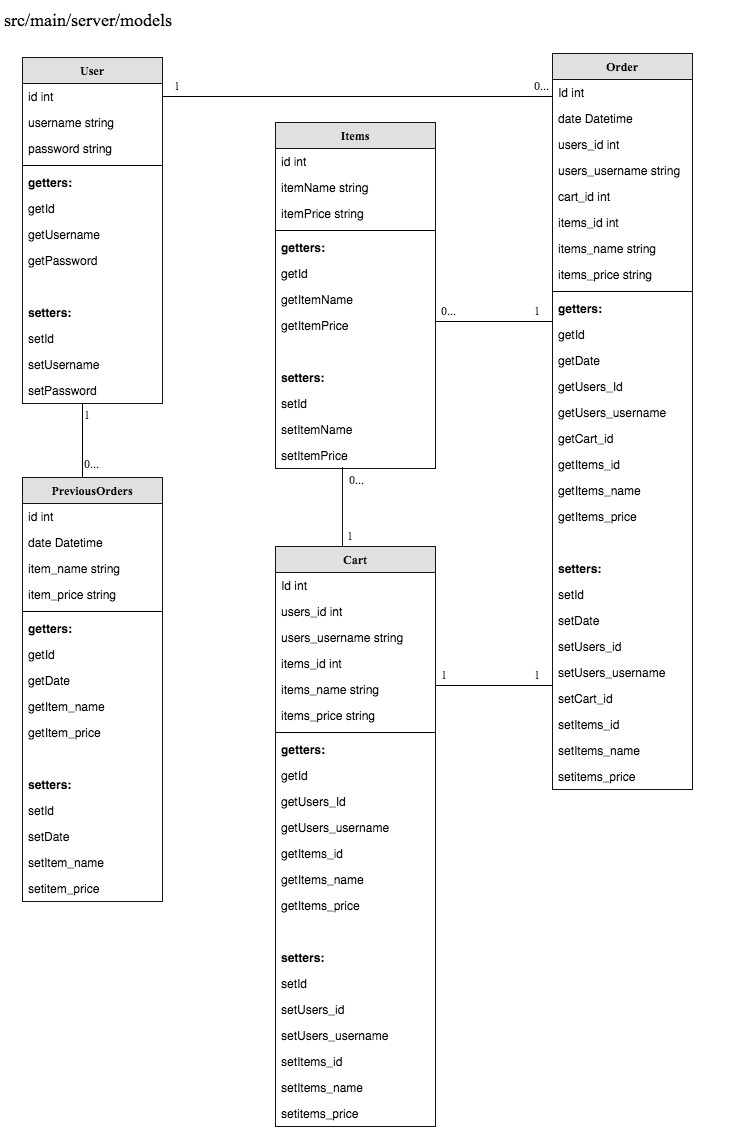 src/main/server/models
User
id int
username string
password string
getters:
getId
getUsername
getPassword
setters:
setId
setUsername
setPassword
1
0...
1
0...
PreviousOrders
id int
date Datetime
item_name string
item_price string
getters:
getId
getDate
getItem_name
getItem_price
setters:
setId
setDate
setItem_name
setitem_price
Items
id int
itemName string
itemPrice string
getters:
getId
getItemName
getItemPrice
setters:
setId
setItemName
setItemPrice
0...
1
0...
1
Cart
Id int
users_id int
users_username string
items_id int
items_name string
items_price string
getters:
getId
getUsers_Id
getUsers_username
getItems_id
getItems_name
getItems_price
setters:
setId
setUsers_id
setUsers_username
setItems_id
setItems_name
setitems_price
1
1
Order
Id int
date Datetime
users_id int
users_username string
cart_id int
items_id int
items_name string
items_price string
getters:
getId
getDate
getUsers_Id
getUsers_username
getCart_id
getItems_id
getItems_name
getItems_price
setters:
setId
setDate
setUsers_id
setUsers_username
setCart_id
setItems_id
setItems_name
setitems_price